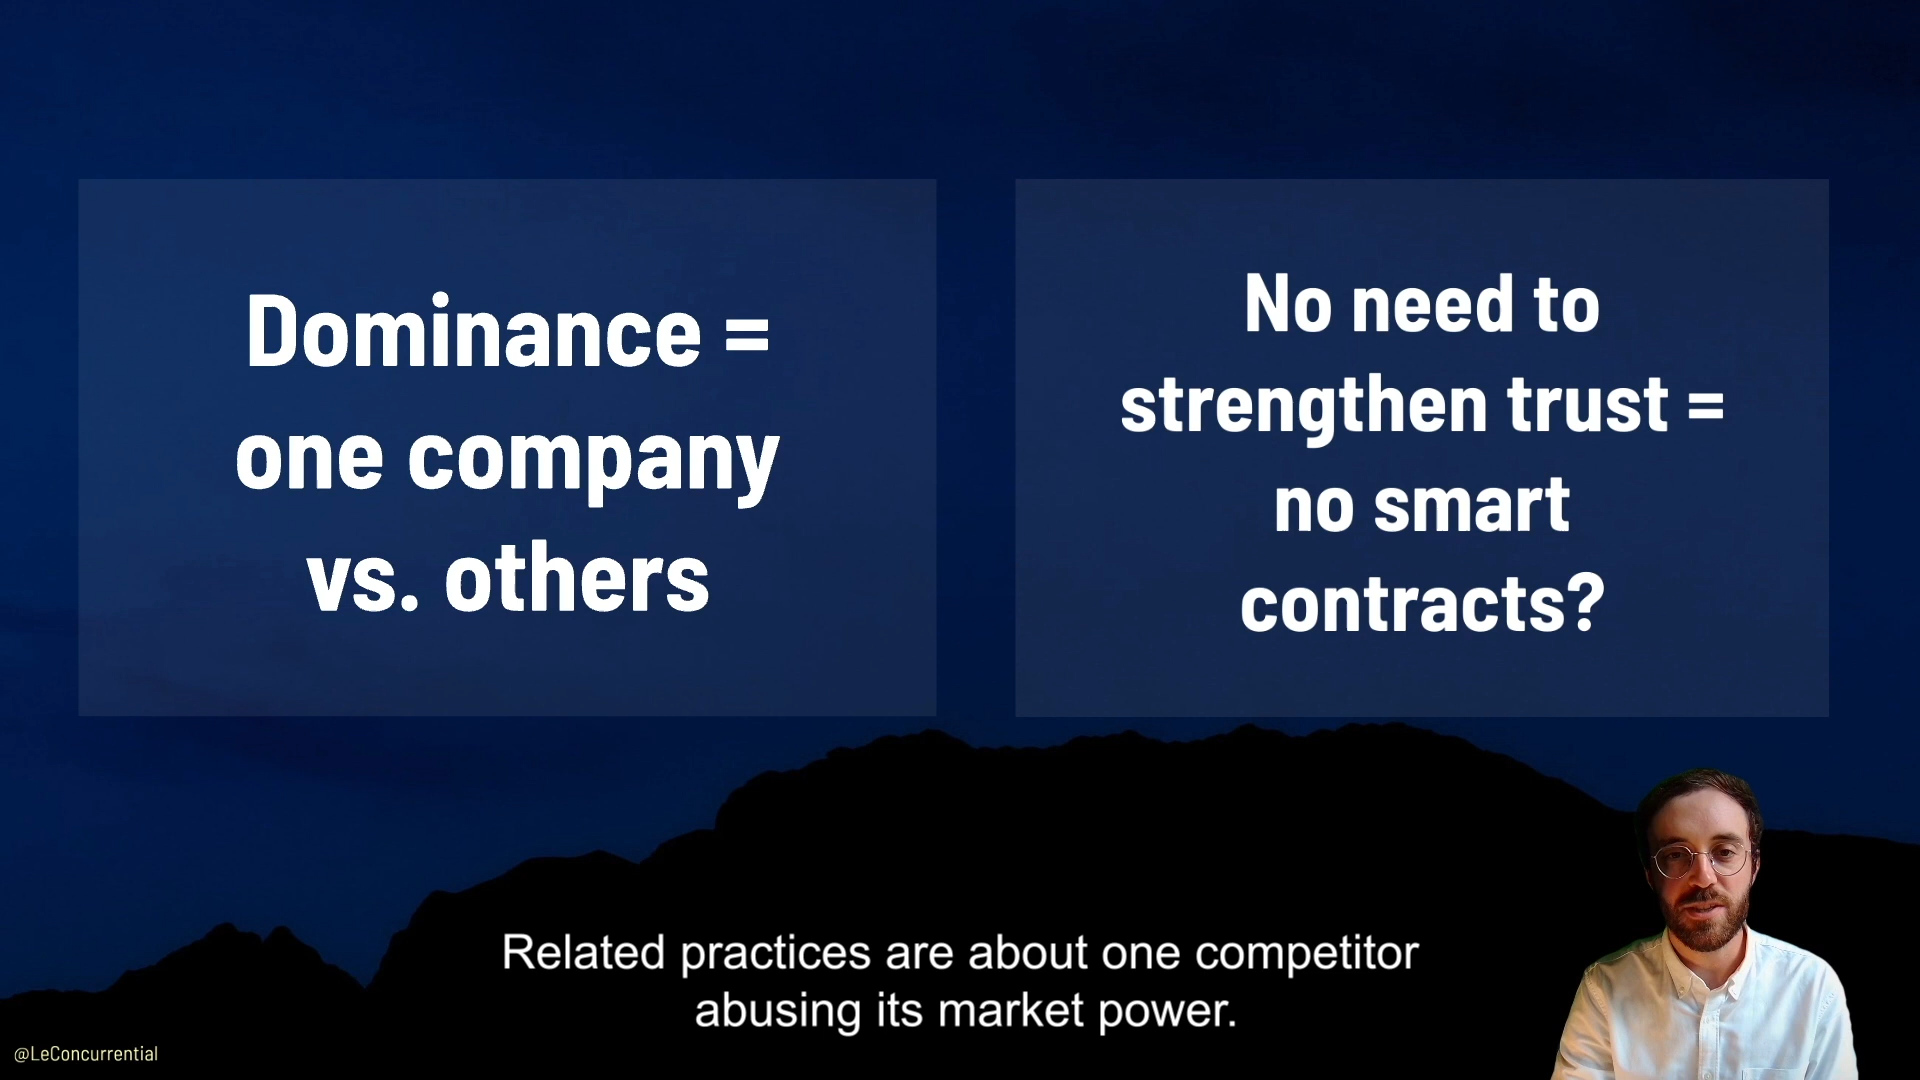 Dominance =
one company
vs. others
No need to
strengthen trust =
no smart
contracts?
Related practices are about one competitor
abusing its market power.
@LeConcurrential